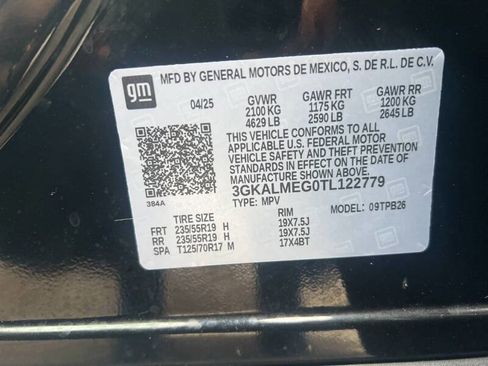 gm
MFD BY GENERAL MOTORS DE MEXICO, S. DE R.L. DE C.V.
04/25 GVWR GAWR FRT GAWR RR
2100 KG 1175 KG 1200 KG
4629 LB 2590 LB 2645 LB
THIS VEHICLE CONFORMS TO ALL
APPLICABLE U.S. FEDERAL MOTOR
VEHICLE SAFETY AND THEFT PREVENTION
STANDARDS IN EFFECT ON THE DATE OF
MANUFACTURE SHOWN ABOVE.
3GKALMEG0TL122779
384A TYPE: MPV MODEL: 09TPB26
TIRE SIZE RIM
FRT 235/55R19 H 19X7.5J
RR 235/55R19 H 19X7.5J
SPA T125/70R17 M 17X4BT